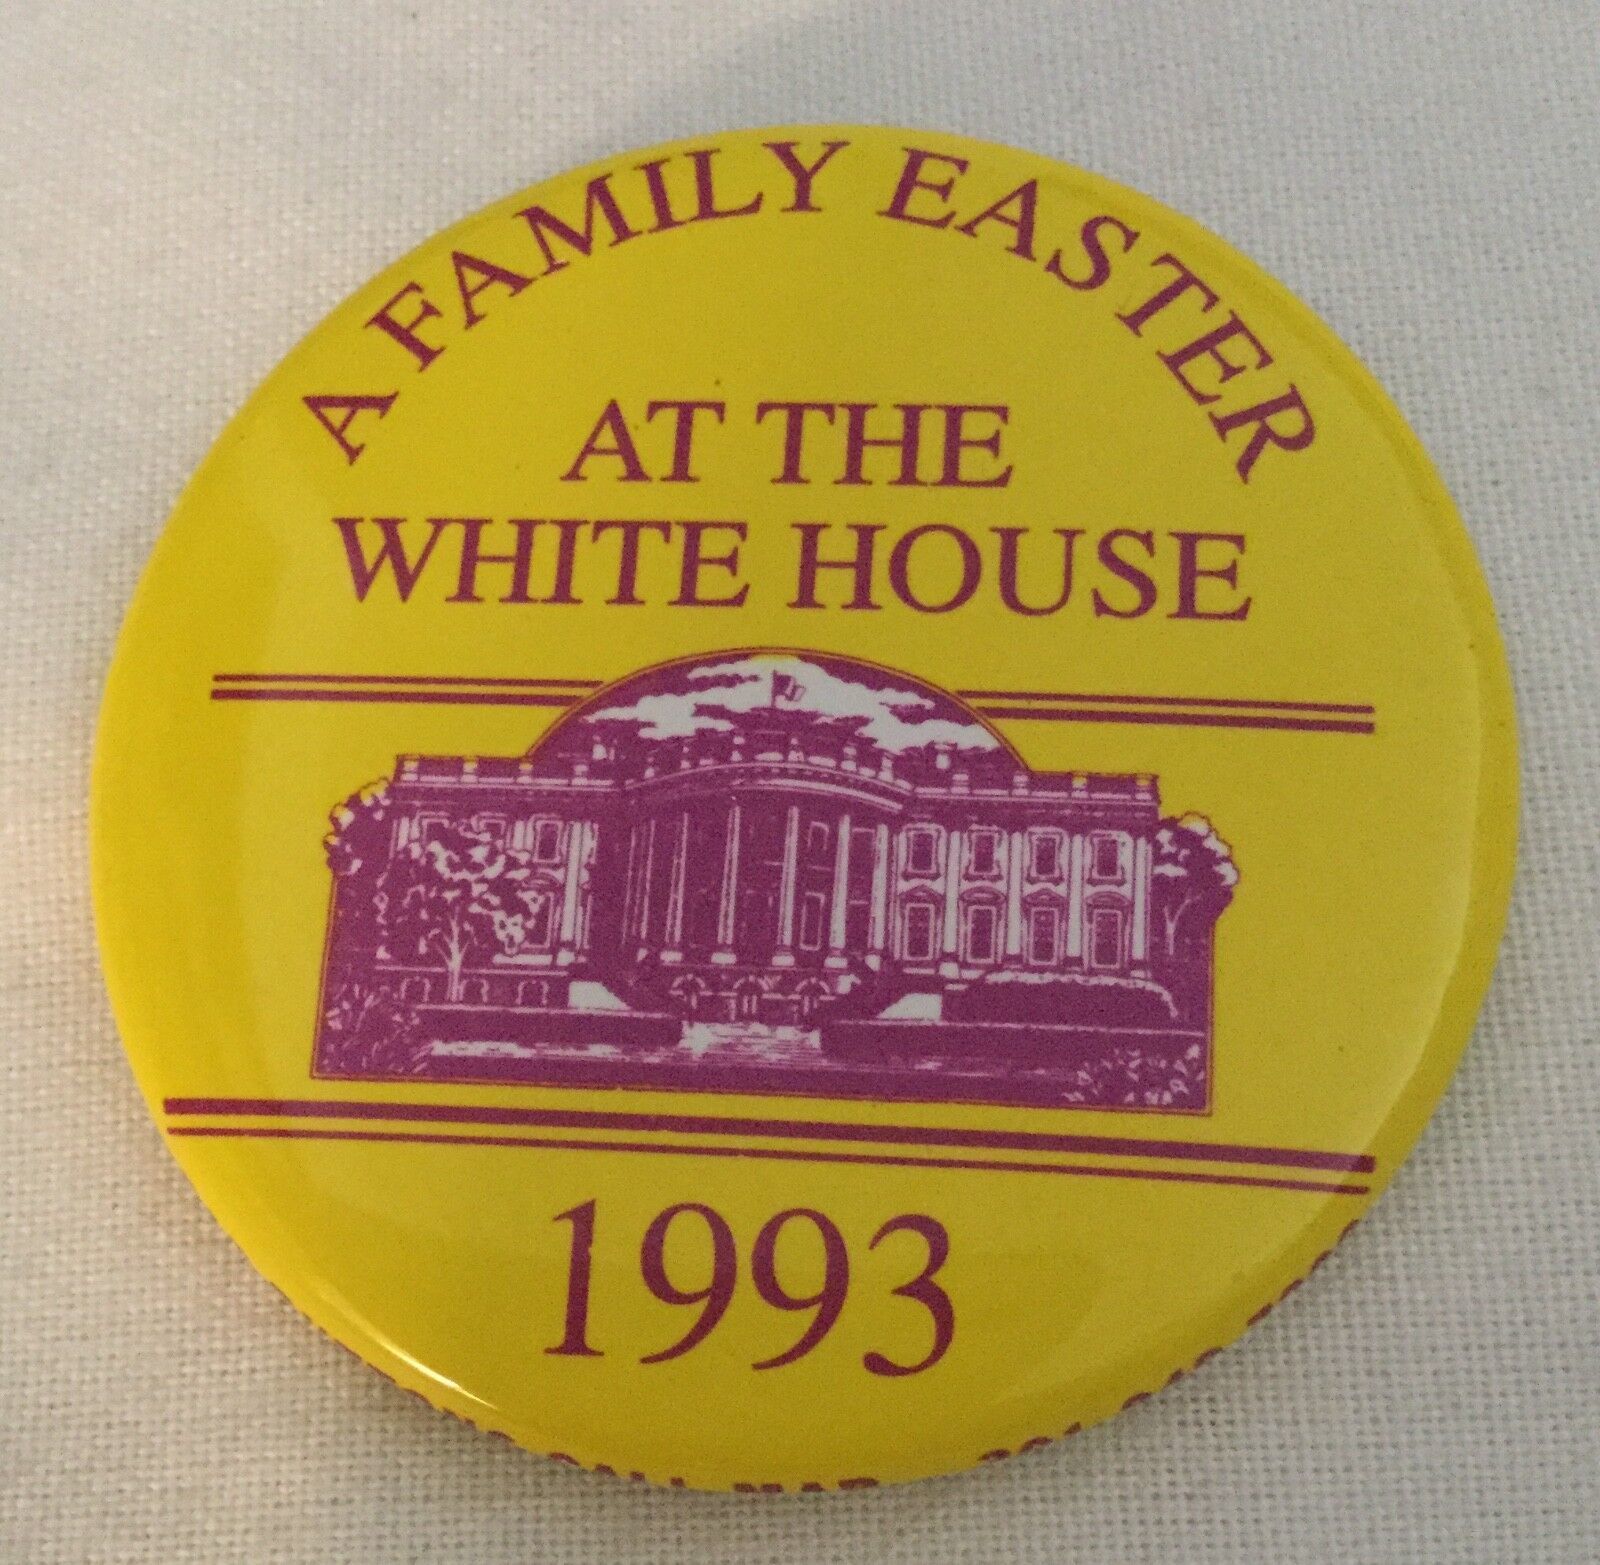 A FAMILY EASTER
AT THE
WHITE HOUSE
1993